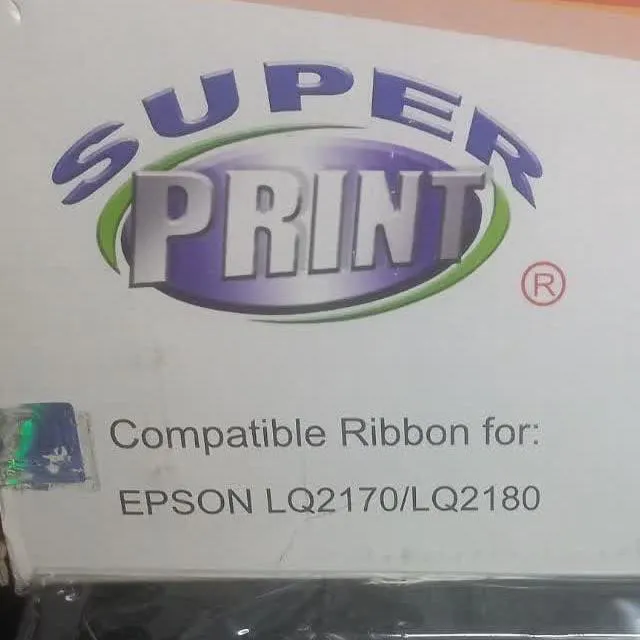 SUPER
PRINT
®
Compatible Ribbon for:
EPSON LQ2170/LQ2180